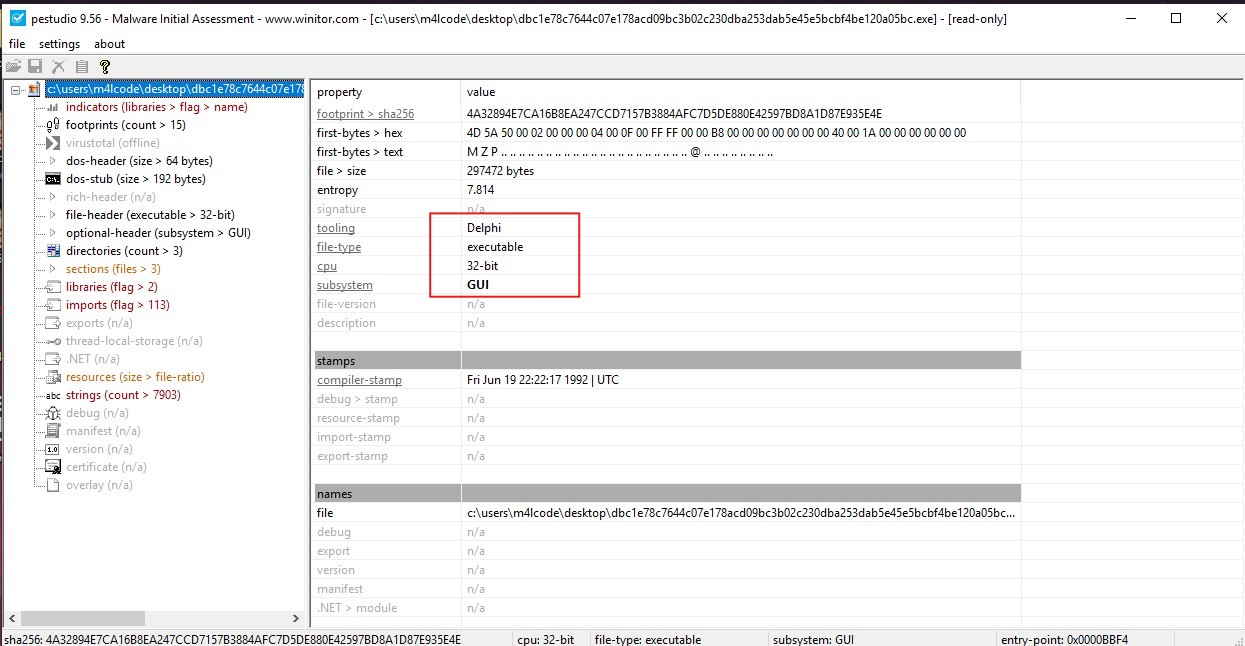 pestudio 9.56 - Malware Initial Assessment - www.winitor.com - [c:\users\m4lcode\desktop\dbc1e78c7644c07e178acd09bc3b02c230dba253dab5e45e5bcbf4be120a05bc.exe] - [read-only]
file settings about
c:\users\m4lcode\desktop\dbc1e78c7644c07e178
indicators (libraries > flag > name)
footprints (count > 15)
virustotal (offline)
dos-header (size > 64 bytes)
dos-stub (size > 192 bytes)
rich-header (n/a)
file-header (executable > 32-bit)
optional-header (subsystem > GUI)
directories (count > 3)
sections (files > 3)
libraries (flag > 2)
imports (flag > 113)
exports (n/a)
thread-local-storage (n/a)
.NET (n/a)
resources (size > file-ratio)
abc strings (count > 7903)
debug (n/a)
manifest (n/a)
1.0 version (n/a)
certificate (n/a)
overlay (n/a)
property value
footprint > sha256 4A32894E7CA16B8EA247CCD7157B3884AFC7D5DE880E42597BD8A1D87E935E4E
first-bytes > hex 4D 5A 50 00 02 00 00 00 04 00 0F 00 FF FF 00 00 B8 00 00 00 00 00 00 00 40 00 1A 00 00 00 00 00 00
first-bytes > text M Z P .. .. .. .. .. .. .. .. .. .. .. .. .. .. .. .. .. .. .. .. .. @ .. .. .. .. .. .. .. ..
file > size 297472 bytes
entropy 7.814
signature n/a
tooling Delphi
file-type executable
cpu 32-bit
subsystem GUI
file-version n/a
description n/a
stamps
compiler-stamp Fri Jun 19 22:22:17 1992 | UTC
debug > stamp n/a
resource-stamp n/a
import-stamp n/a
export-stamp n/a
names
file c:\users\m4lcode\desktop\dbc1e78c7644c07e178acd09bc3b02c230dba253dab5e45e5bcbf4be120a05bc...
debug n/a
export n/a
version n/a
manifest n/a
.NET > module n/a
sha256: 4A32894E7CA16B8EA247CCD7157B3884AFC7D5DE880E42597BD8A1D87E935E4E cpu: 32-bit file-type: executable subsystem: GUI entry-point: 0x0000BBF4